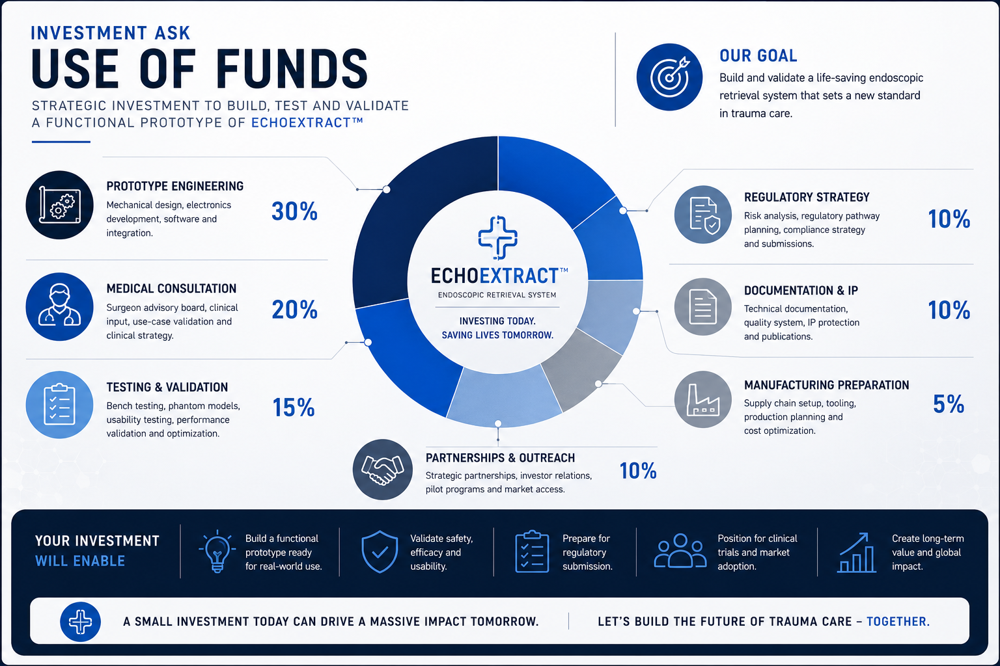 INVESTMENT ASK
USE OF FUNDS
STRATEGIC INVESTMENT TO BUILD, TEST AND VALIDATE
A FUNCTIONAL PROTOTYPE OF ECHOEXTRACT™
OUR GOAL
Build and validate a life-saving endoscopic
retrieval system that sets a new standard
in trauma care.
PROTOTYPE ENGINEERING
Mechanical design, electronics
development, software and
integration.
30%
MEDICAL CONSULTATION
Surgeon advisory board, clinical
input, use-case validation and
clinical strategy.
20%
TESTING & VALIDATION
Bench testing, phantom models,
usability testing, performance
validation and optimization.
15%
ECHOEXTRACT™
ENDOSCOPIC RETRIEVAL SYSTEM
INVESTING TODAY.
SAVING LIVES TOMORROW.
REGULATORY STRATEGY
Risk analysis, regulatory pathway
planning, compliance strategy
and submissions.
10%
DOCUMENTATION & IP
Technical documentation,
quality system, IP protection
and publications.
10%
MANUFACTURING PREPARATION
Supply chain setup, tooling,
production planning and
cost optimization.
5%
PARTNERSHIPS & OUTREACH
Strategic partnerships, investor relations,
pilot programs and market access.
10%
YOUR INVESTMENT
WILL ENABLE
Build a functional
prototype ready
for real-world use.
Validate safety,
efficacy and
usability.
Prepare for
regulatory
submission.
Position for clinical
trials and market
adoption.
Create long-term
value and global
impact.
A SMALL INVESTMENT TODAY CAN DRIVE A MASSIVE IMPACT TOMORROW.
LET'S BUILD THE FUTURE OF TRAUMA CARE – TOGETHER.